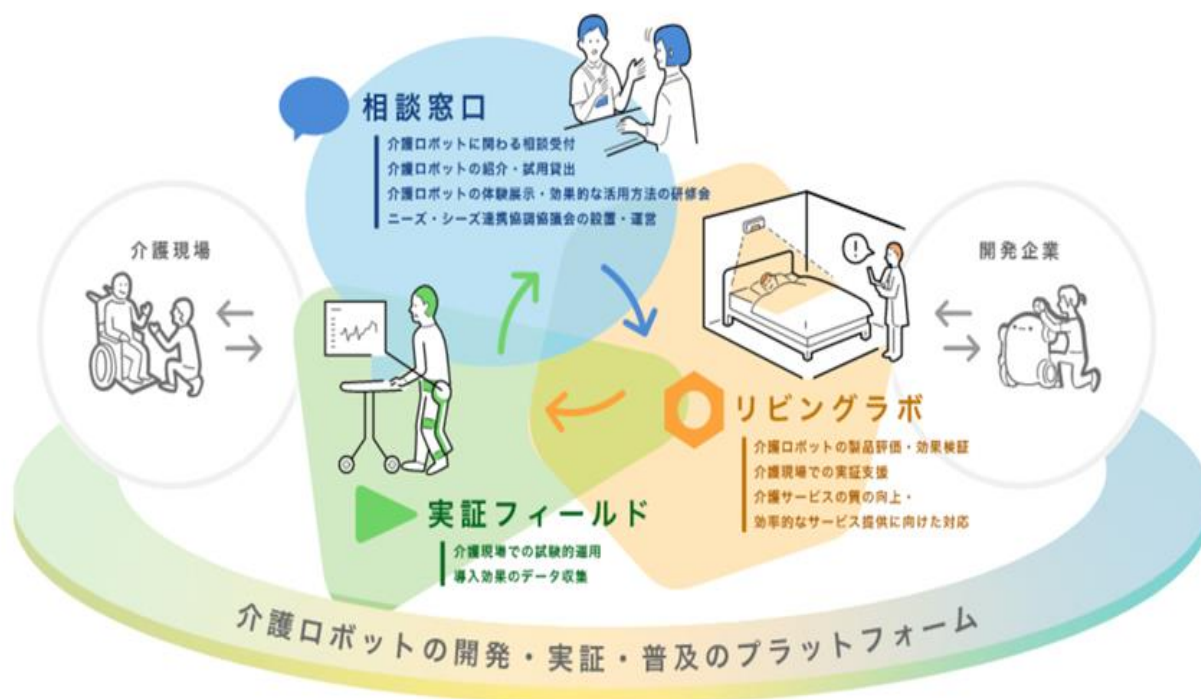 相談窓口
介護ロボットに関わる相談受付
介護ロボットの紹介・試用貸出
介護ロボットの体験展示・効果的な活用方法の研修会
ニーズ・シーズ連携協調協議会の設置・運営
介護現場
開発企業
!
リビングラボ
介護ロボットの製品評価・効果検証
介護現場での実証支援
介護サービスの質の向上・
効率的なサービス提供に向けた対応
実証フィールド
介護現場での試験的運用
導入効果のデータ収集
介護ロボットの開発・実証・普及のプラットフォーム